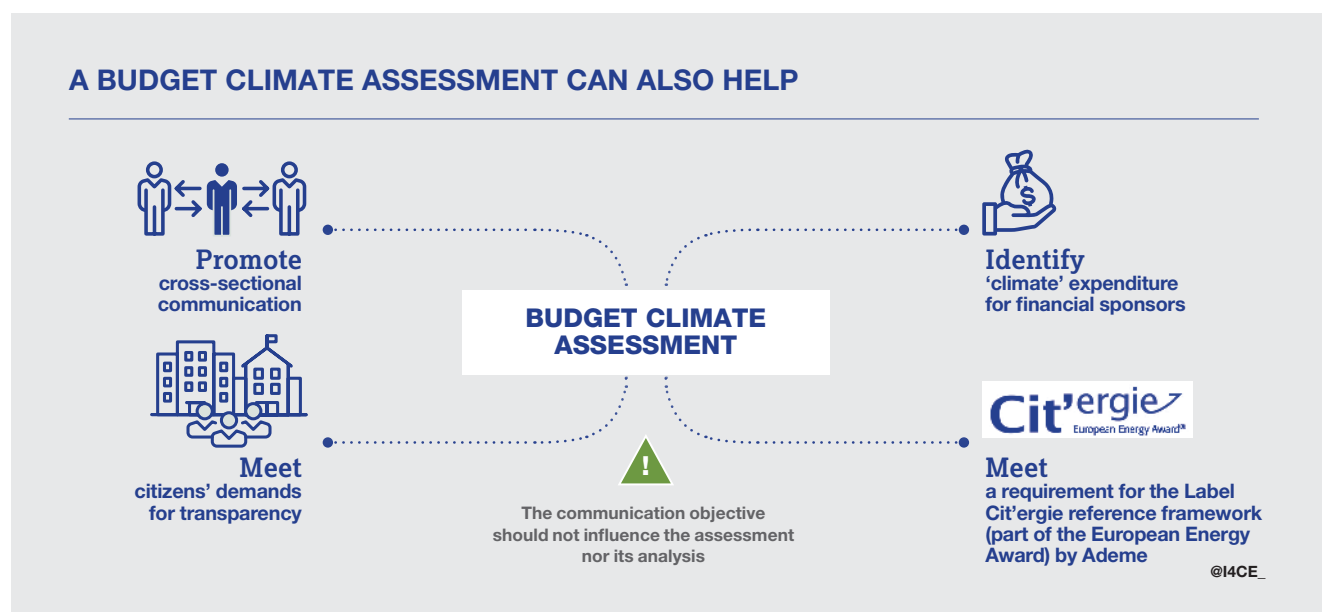 A BUDGET CLIMATE ASSESSMENT CAN ALSO HELP
Promote
cross-sectional
communication
$
Identify
‘climate’ expenditure
for financial sponsors
BUDGET CLIMATE
ASSESSMENT
Meet
citizens’ demands
for transparency
!
The communication objective
should not influence the assessment
nor its analysis
Cit’ergie
European Energy Award®
Meet
a requirement for the Label
Cit’ergie reference framework
(part of the European Energy
Award) by Ademe
@I4CE_